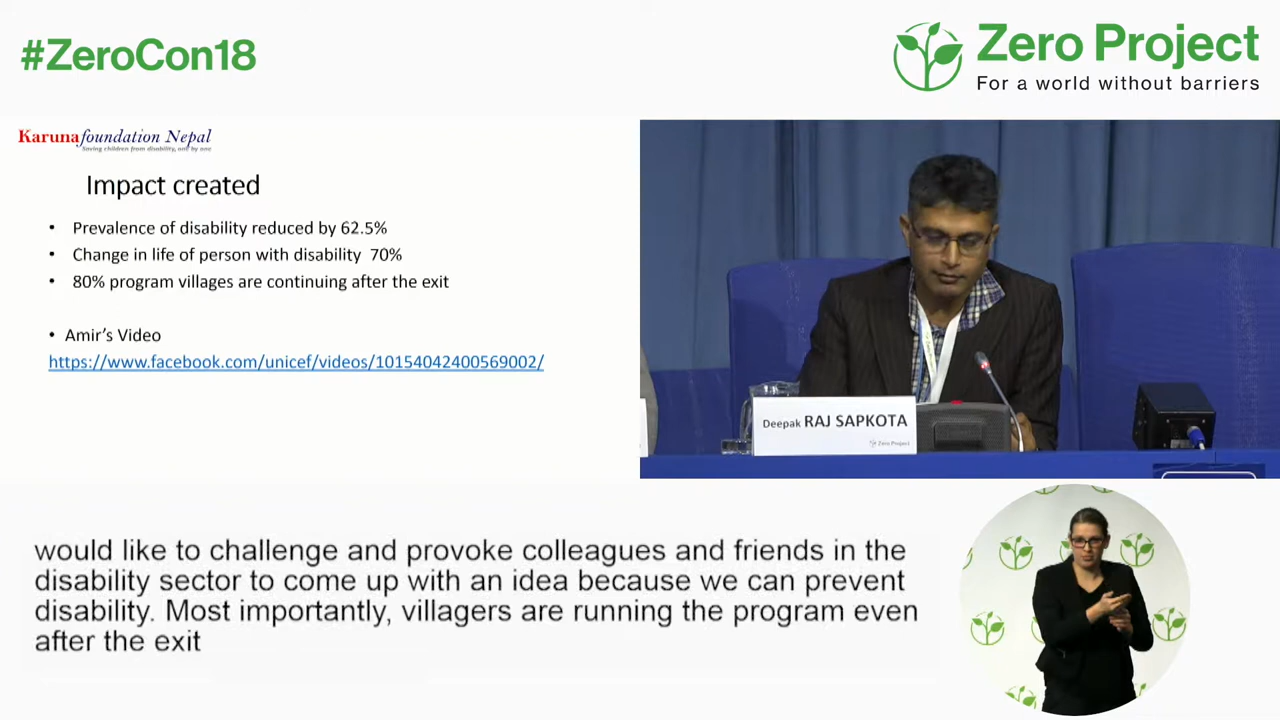 #ZeroCon18
Zero Project
For a world without barriers
Karunafoundation Nepal
Saving children from disability, one by one
Impact created
• Prevalence of disability reduced by 62.5%
• Change in life of person with disability 70%
• 80% program villages are continuing after the exit
• Amir's Video
https://www.facebook.com/unicef/videos/10154042400569002/
Deepak RAJ SAPKOTA
Zero Project
would like to challenge and provoke colleagues and friends in the
disability sector to come up with an idea because we can prevent
disability. Most importantly, villagers are running the program even
after the exit